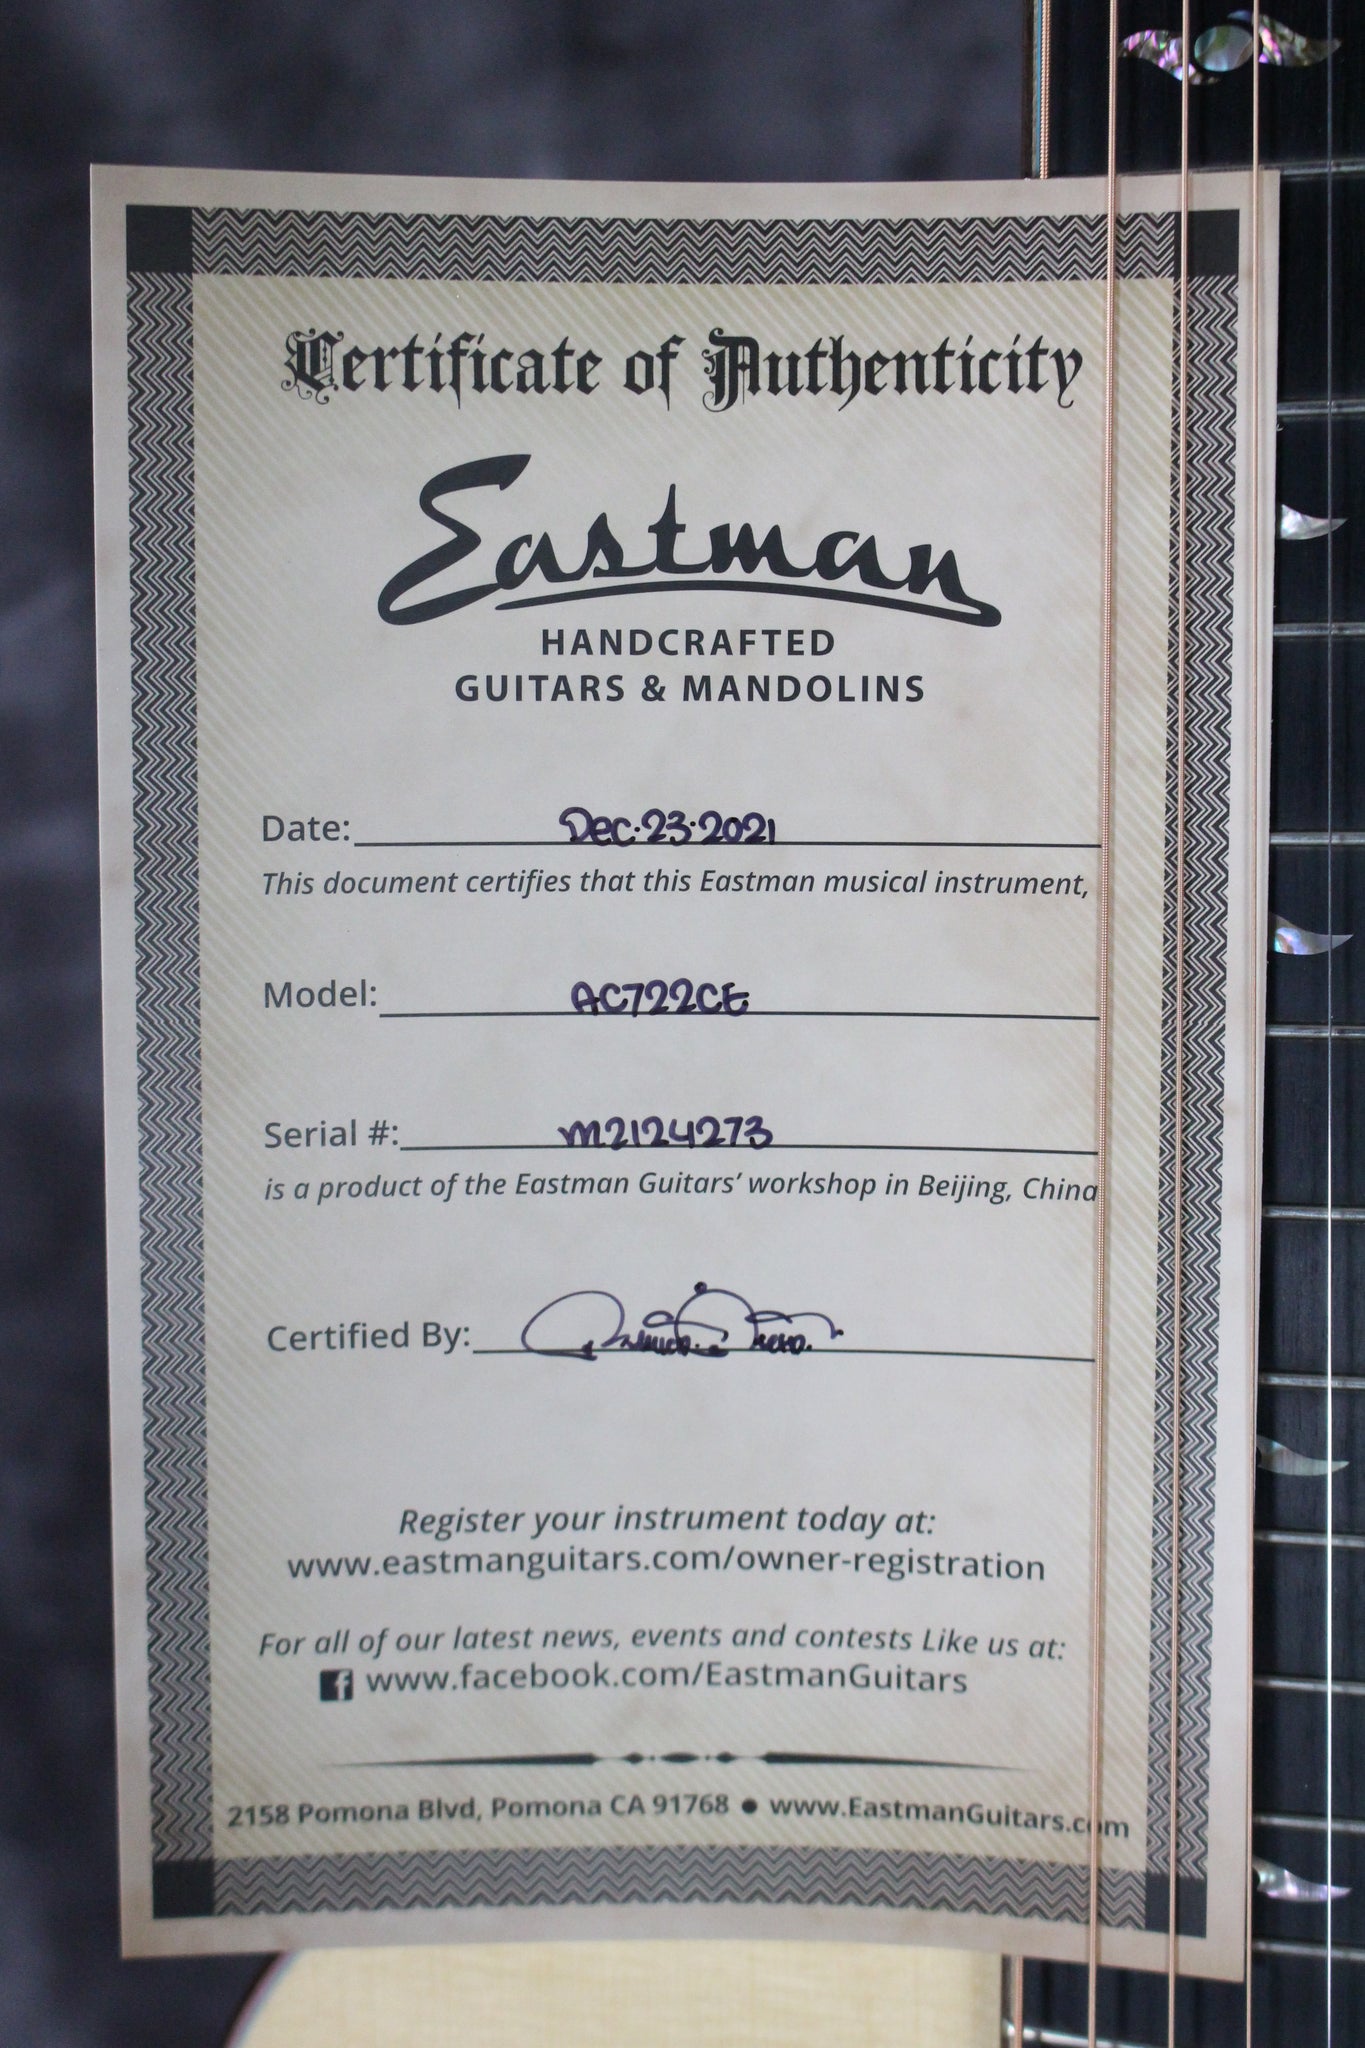 Certificate of Authenticity
Eastman
HANDCRAFTED
GUITARS & MANDOLINS
Date: Dec.23.2021
This document certifies that this Eastman musical instrument,
Model: AC722CE
Serial #: M2124273
is a product of the Eastman Guitars' workshop in Beijing, China
Certified By:
Register your instrument today at:
www.eastmanguitars.com/owner-registration
For all of our latest news, events and contests Like us at:
f www.facebook.com/EastmanGuitars
2158 Pomona Blvd, Pomona CA 91768 ● www.EastmanGuitars.com